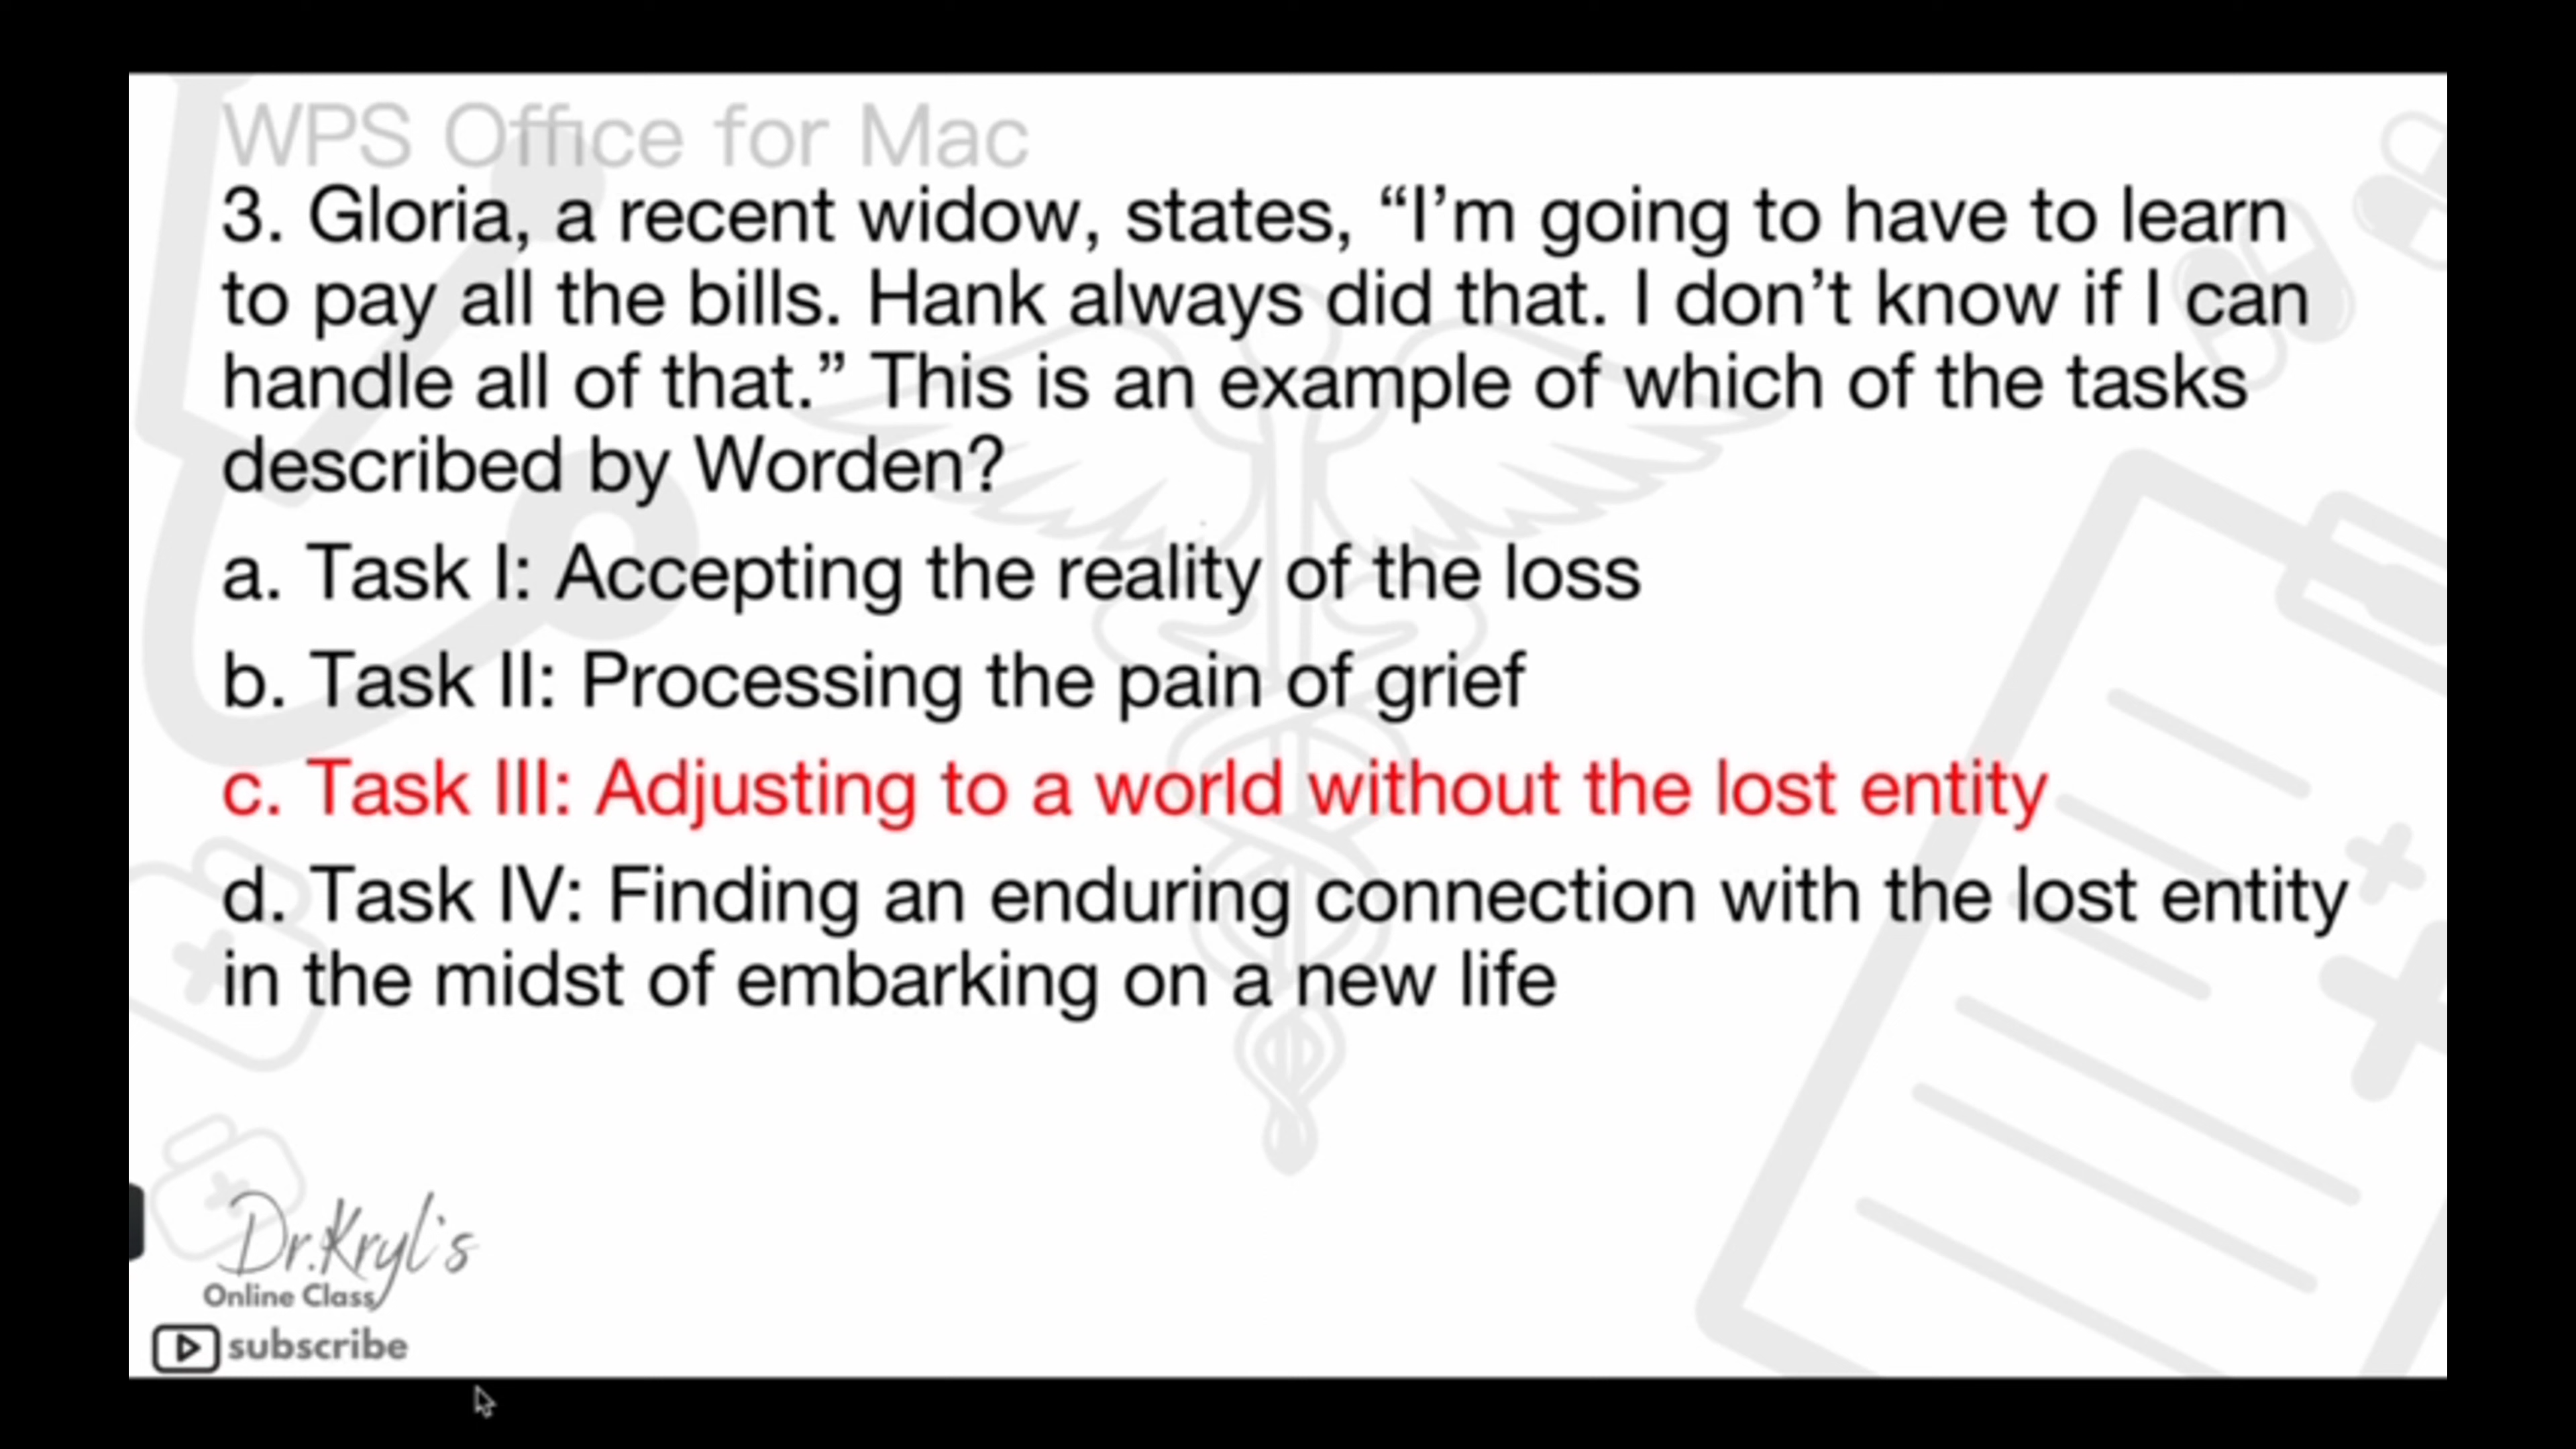 WPS Office for Mac
3. Gloria, a recent widow, states, “I’m going to have to learn
to pay all the bills. Hank always did that. I don’t know if I can
handle all of that.” This is an example of which of the tasks
described by Worden?
a. Task I: Accepting the reality of the loss
b. Task II: Processing the pain of grief
c. Task III: Adjusting to a world without the lost entity
d. Task IV: Finding an enduring connection with the lost entity
in the midst of embarking on a new life
Dr.Kryl's
Online Class
subscribe